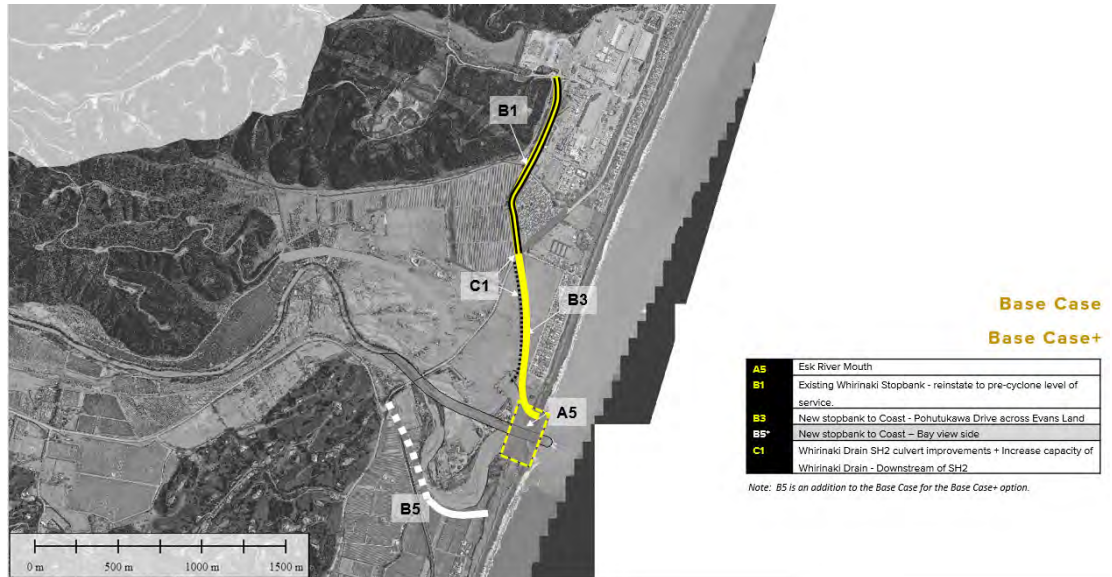 B1
C1
B3
A5
B5
0 m 500 m 1000 m 1500 m
Base Case
Base Case+
A5 Esk River Mouth
B1 Existing Whirinaki Stopbank - reinstate to pre-cyclone level of
service.
B3 New stopbank to Coast - Pohutukawa Drive across Evans Land
B5* New stopbank to Coast – Bay view side
C1 Whirinaki Drain SH2 culvert improvements + Increase capacity of
Whirinaki Drain - Downstream of SH2
Note: B5 is an addition to the Base Case for the Base Case+ option.